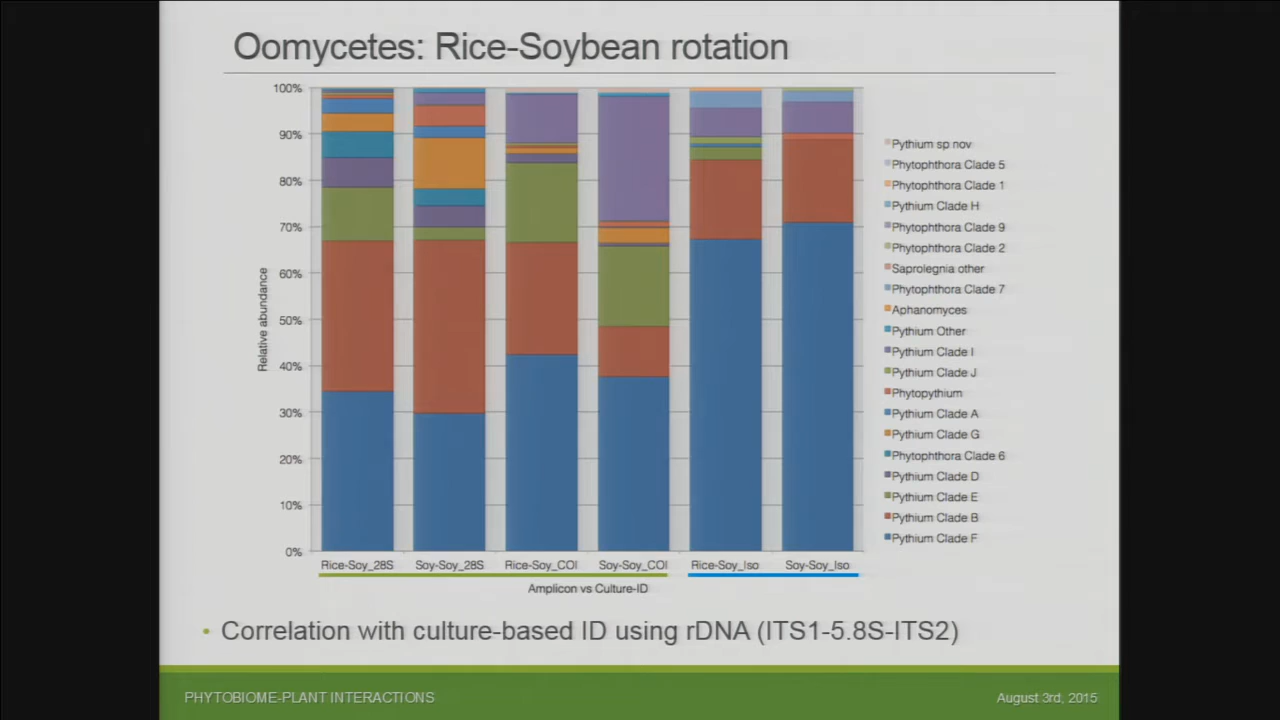 Oomycetes: Rice-Soybean rotation
100%
90%
80%
70%
60%
50%
40%
30%
20%
10%
0%
Relative abundance
Pythium sp nov
Phytophthora Clade 5
Phytophthora Clade 1
Pythium Clade H
Phytophthora Clade 9
Phytophthora Clade 2
Saprolegnia other
Phytophthora Clade 7
Aphanomyces
Pythium Other
Pythium Clade I
Pythium Clade J
Phytopythium
Pythium Clade A
Pythium Clade G
Phytophthora Clade 6
Pythium Clade D
Pythium Clade E
Pythium Clade B
Pythium Clade F
Rice-Soy_28S Soy-Soy_28S Rice-Soy_COI Soy-Soy_COI Rice-Soy_Iso Soy-Soy_Iso
Amplicon vs Culture-ID
• Correlation with culture-based ID using rDNA (ITS1-5.8S-ITS2)
PHYTOBIOME-PLANT INTERACTIONS August 3rd, 2015